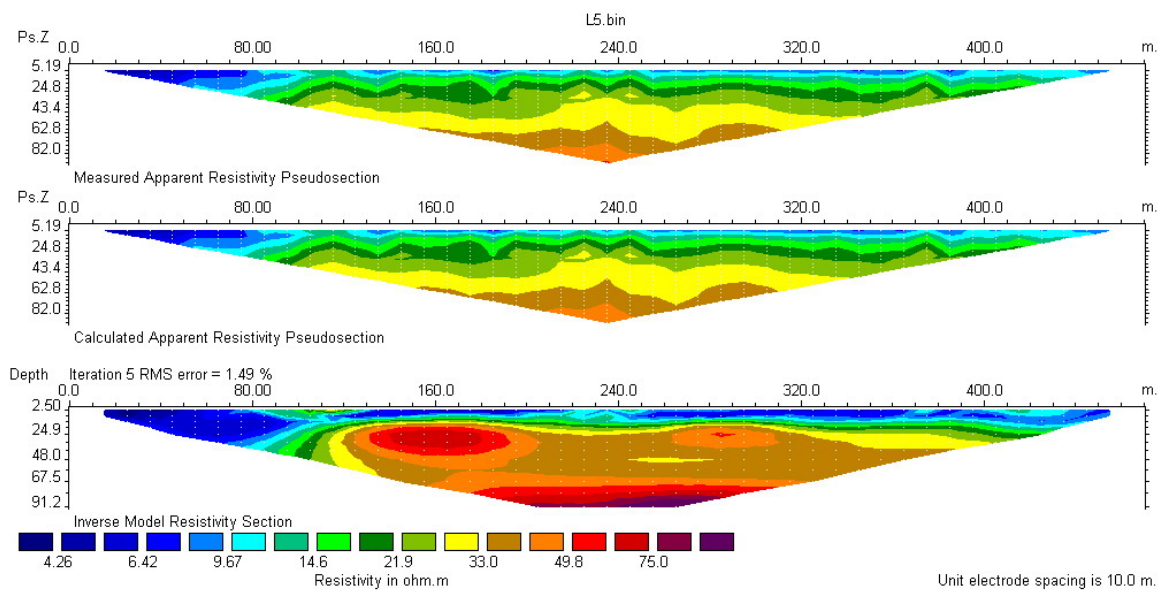 L5.bin
Ps.Z 0.0 80.00 160.0 240.0 320.0 400.0 m.
5.19
24.8
43.4
62.8
82.0
Measured Apparent Resistivity Pseudosection
Ps.Z 0.0 80.00 160.0 240.0 320.0 400.0 m.
5.19
24.8
43.4
62.8
82.0
Calculated Apparent Resistivity Pseudosection
Depth Iteration 5 RMS error = 1.49 %
0.0 80.00 160.0 240.0 320.0 400.0 m.
2.50
24.9
48.0
67.5
91.2
Inverse Model Resistivity Section
4.26 6.42 9.67 14.6 21.9 33.0 49.8 75.0
Resistivity in ohm.m Unit electrode spacing is 10.0 m.